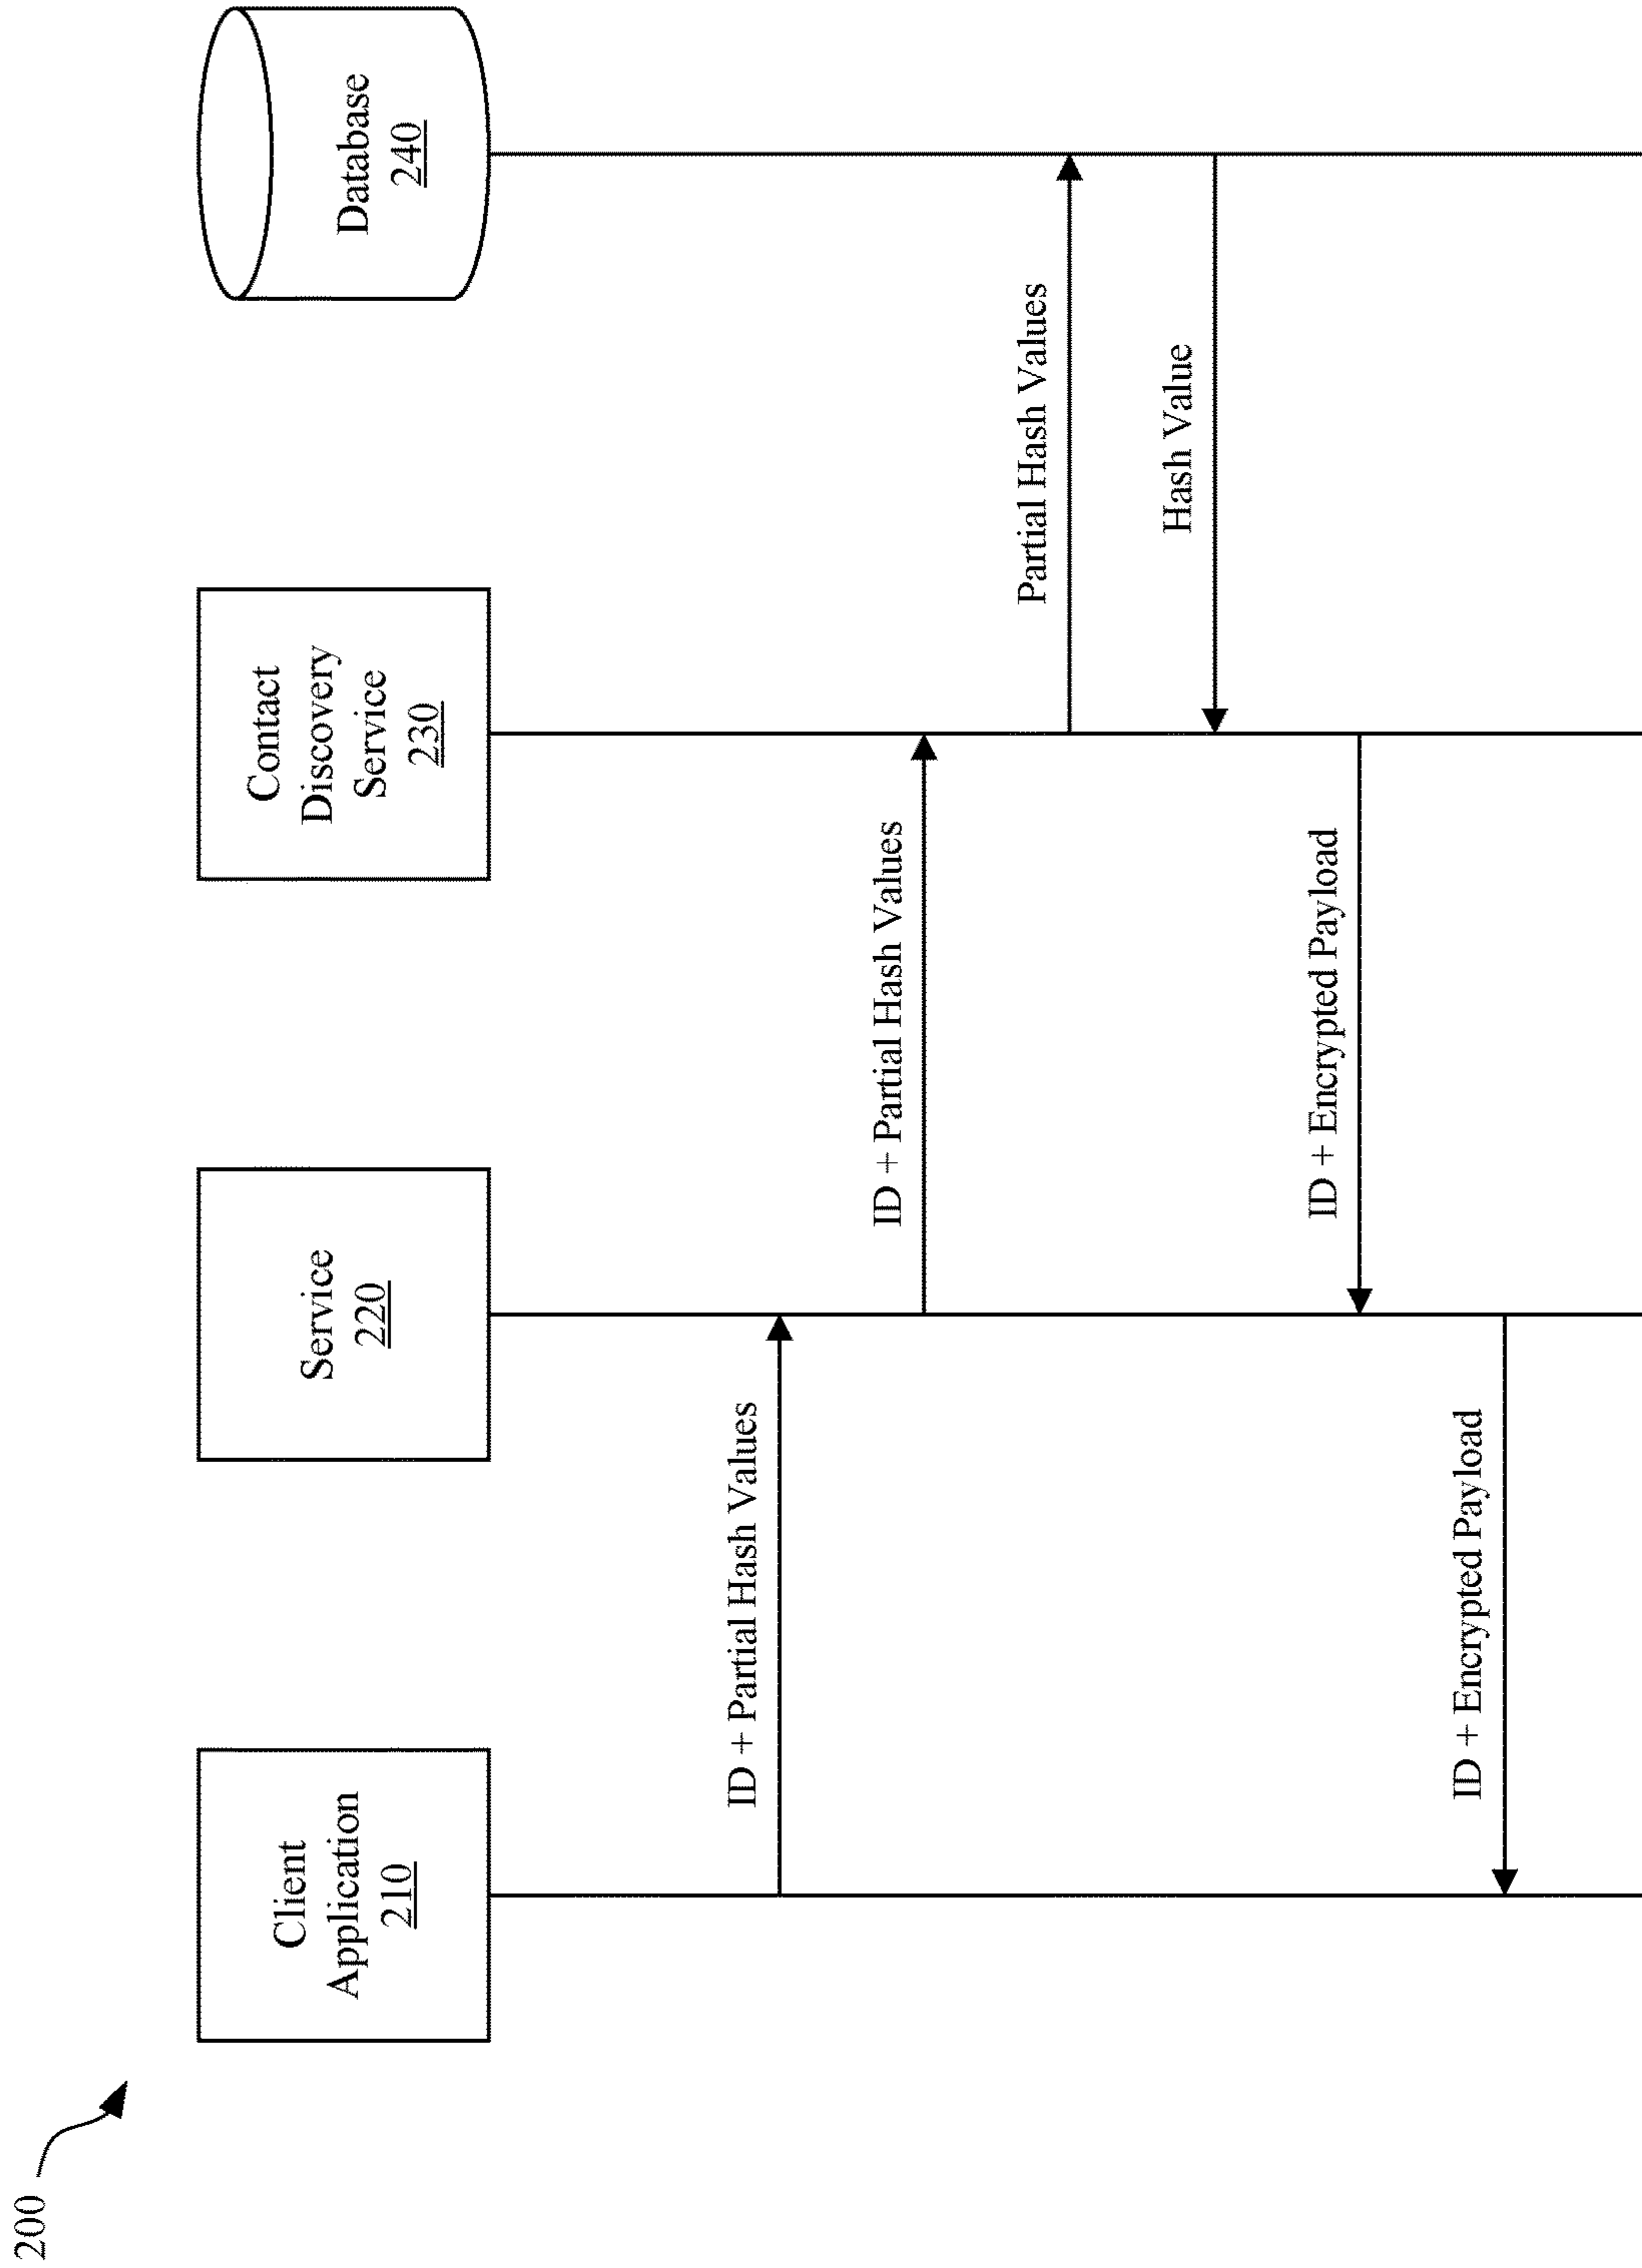 200
Client
Application
210
Service
220
Contact
Discovery
Service
230
Database
240
ID + Partial Hash Values
ID + Partial Hash Values
Partial Hash Values
Hash Value
ID + Encrypted Payload
ID + Encrypted Payload